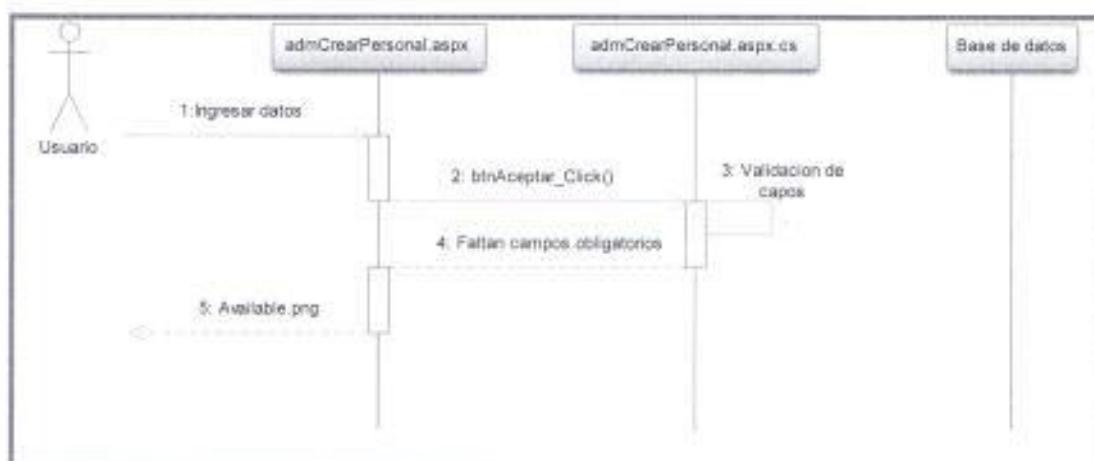 admCrearPersonal.aspx
admCrearPersonal.aspx.cs
Base de datos
Usuario
1:Ingresar datos
2: btnAceptar_Click()
3: Validacion de
capos
4: Faltan campos obligatorios
5: Available.png